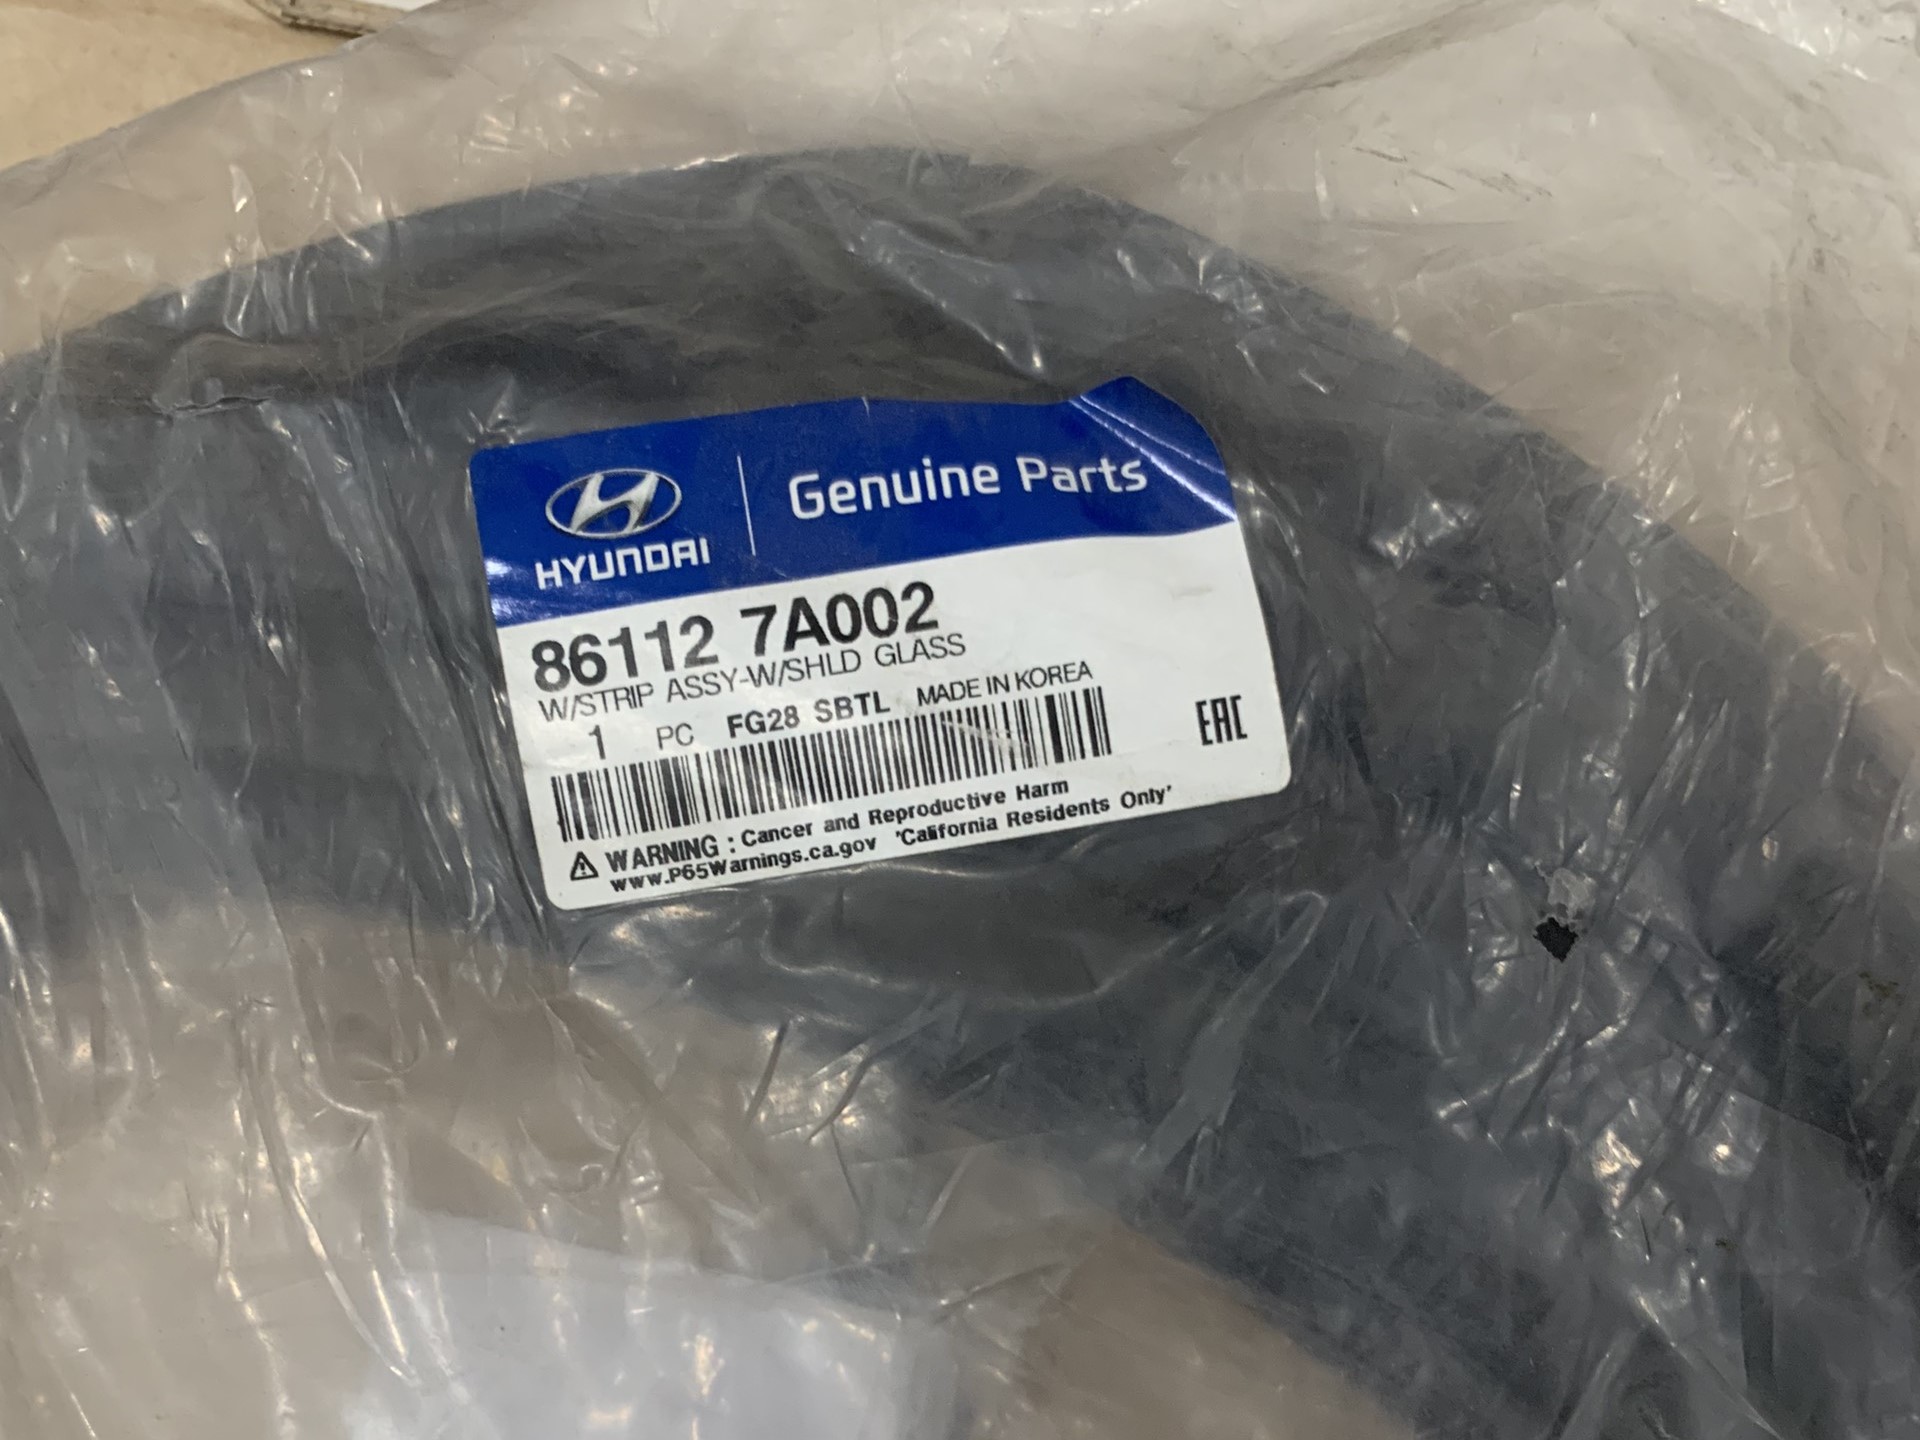 HYUNDAI
Genuine Parts
86112 7A002
W/STRIP ASSY-W/SHLD GLASS
1 PC FG28 SBTL MADE IN KOREA
EAC
WARNING : Cancer and Reproductive Harm
www.P65Warnings.ca.gov 'California Residents Only'